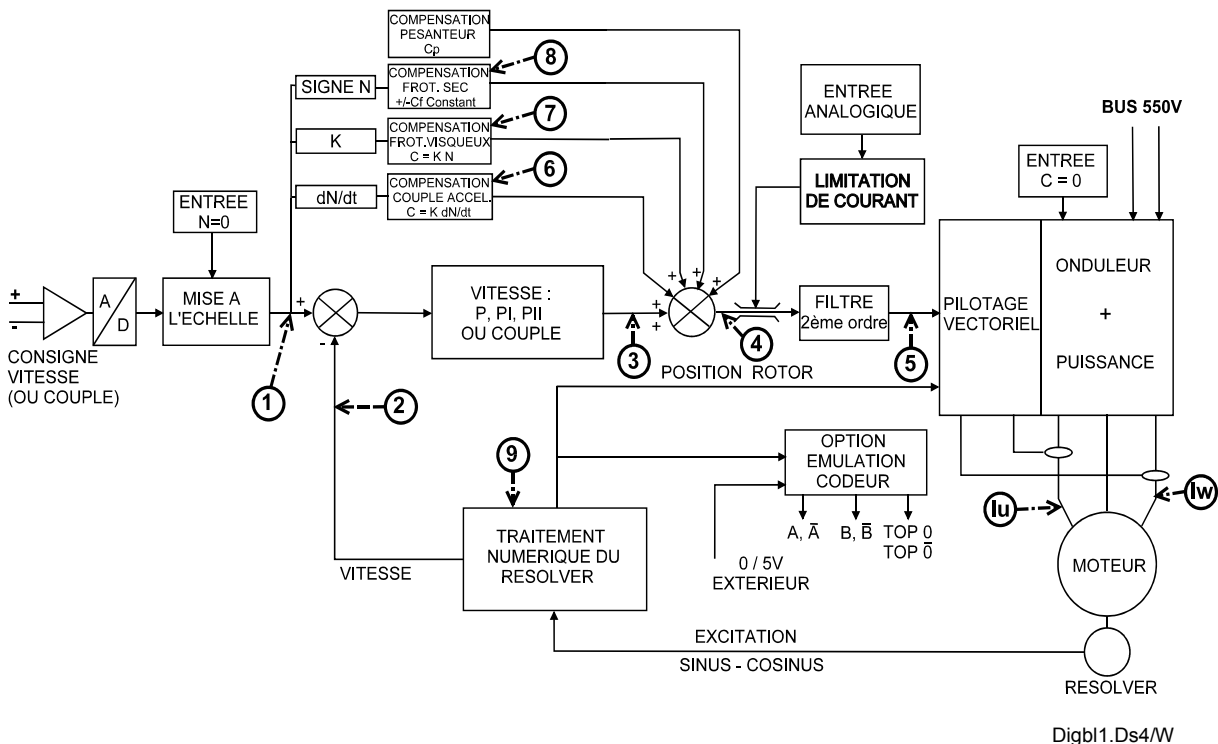 COMPENSATION
PESANTEUR
Cp
8
SIGNE N
COMPENSATION
FROT. SEC
+/-Cf Constant
7
K
COMPENSATION
FROT.VISQUEUX
C = K N
6
dN/dt
COMPENSATION
COUPLE ACCEL.
C = K dN/dt
ENTREE
ANALOGIQUE
LIMITATION
DE COURANT
BUS 550V
ENTREE
C = 0
ENTREE
N=0
+
-
A
D
MISE A
L'ECHELLE
+
-
VITESSE :
P, PI, PII
OU COUPLE
+
+
+
+
+
+
FILTRE
2ème ordre
PILOTAGE
VECTORIEL
ONDULEUR
+
PUISSANCE
CONSIGNE
VITESSE
(OU COUPLE)
1
2
3
4
5
POSITION ROTOR
9
OPTION
EMULATION
CODEUR
A, A̅
B, B̅
TOP 0
TOP 0̅
0 / 5V
EXTERIEUR
Iu
Iw
TRAITEMENT
NUMERIQUE DU
RESOLVER
VITESSE
MOTEUR
EXCITATION
SINUS - COSINUS
RESOLVER
Digbl1.Ds4/W